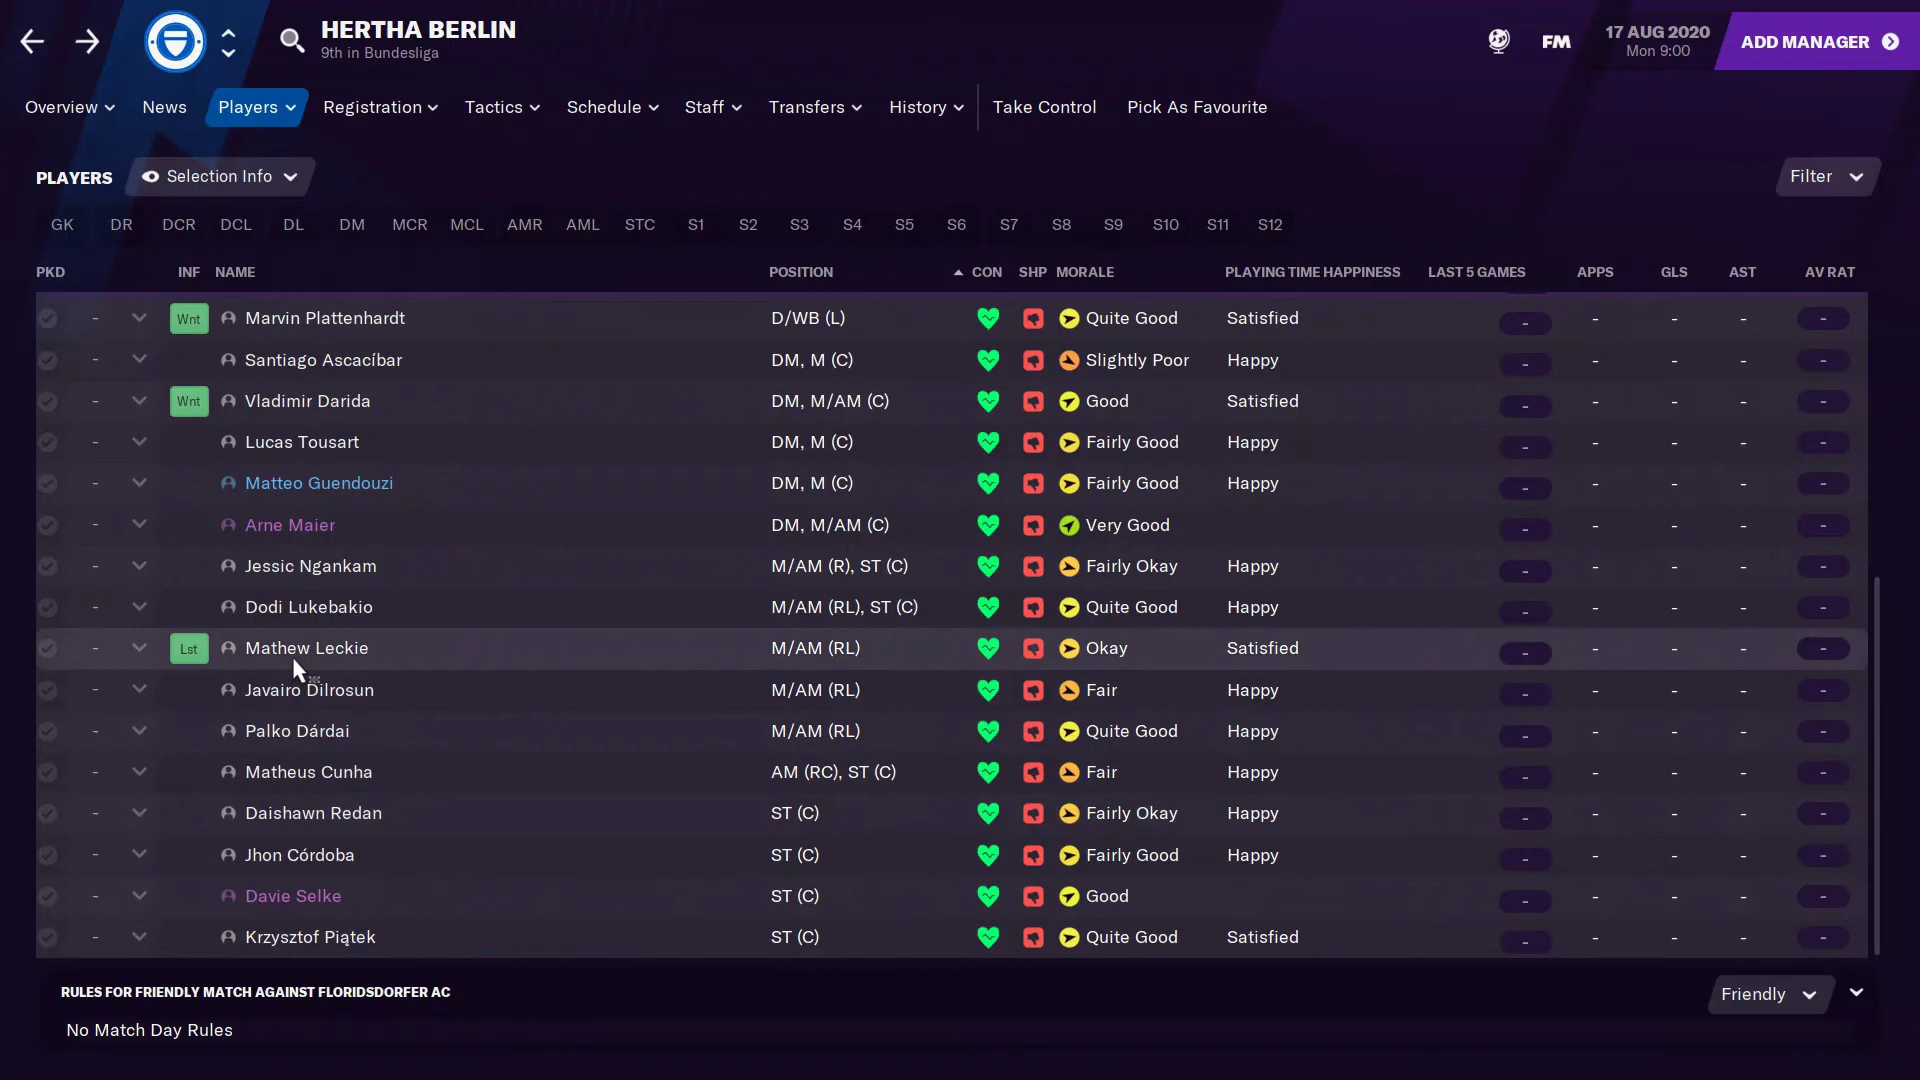 HERTHA BERLIN
9th in Bundesliga
FM
17 AUG 2020
Mon 9:00
ADD MANAGER
Overview News Players Registration Tactics Schedule Staff Transfers History Take Control Pick As Favourite
PLAYERS Selection Info Filter
GK DR DCR DCL DL DM MCR MCL AMR AML STC S1 S2 S3 S4 S5 S6 S7 S8 S9 S10 S11 S12
PKD INF NAME POSITION CON SHP MORALE PLAYING TIME HAPPINESS LAST 5 GAMES APPS GLS AST AV RAT
- Wnt Marvin Plattenhardt D/WB (L) Quite Good Satisfied - - - - -
- Santiago Ascacíbar DM, M (C) Slightly Poor Happy - - - - -
- Wnt Vladimir Darida DM, M/AM (C) Good Satisfied - - - - -
- Lucas Tousart DM, M (C) Fairly Good Happy - - - - -
- Matteo Guendouzi DM, M (C) Fairly Good Happy - - - - -
- Arne Maier DM, M/AM (C) Very Good - - - - -
- Jessic Ngankam M/AM (R), ST (C) Fairly Okay Happy - - - - -
- Dodi Lukebakio M/AM (RL), ST (C) Quite Good Happy - - - - -
- Lst Mathew Leckie M/AM (RL) Okay Satisfied - - - - -
- Javairo Dilrosun M/AM (RL) Fair Happy - - - - -
- Palko Dárdai M/AM (RL) Quite Good Happy - - - - -
- Matheus Cunha AM (RC), ST (C) Fair Happy - - - - -
- Daishawn Redan ST (C) Fairly Okay Happy - - - - -
- Jhon Córdoba ST (C) Fairly Good Happy - - - - -
- Davie Selke ST (C) Good - - - - -
- Krzysztof Piątek ST (C) Quite Good Satisfied - - - - -
RULES FOR FRIENDLY MATCH AGAINST FLORIDSDORFER AC Friendly
No Match Day Rules